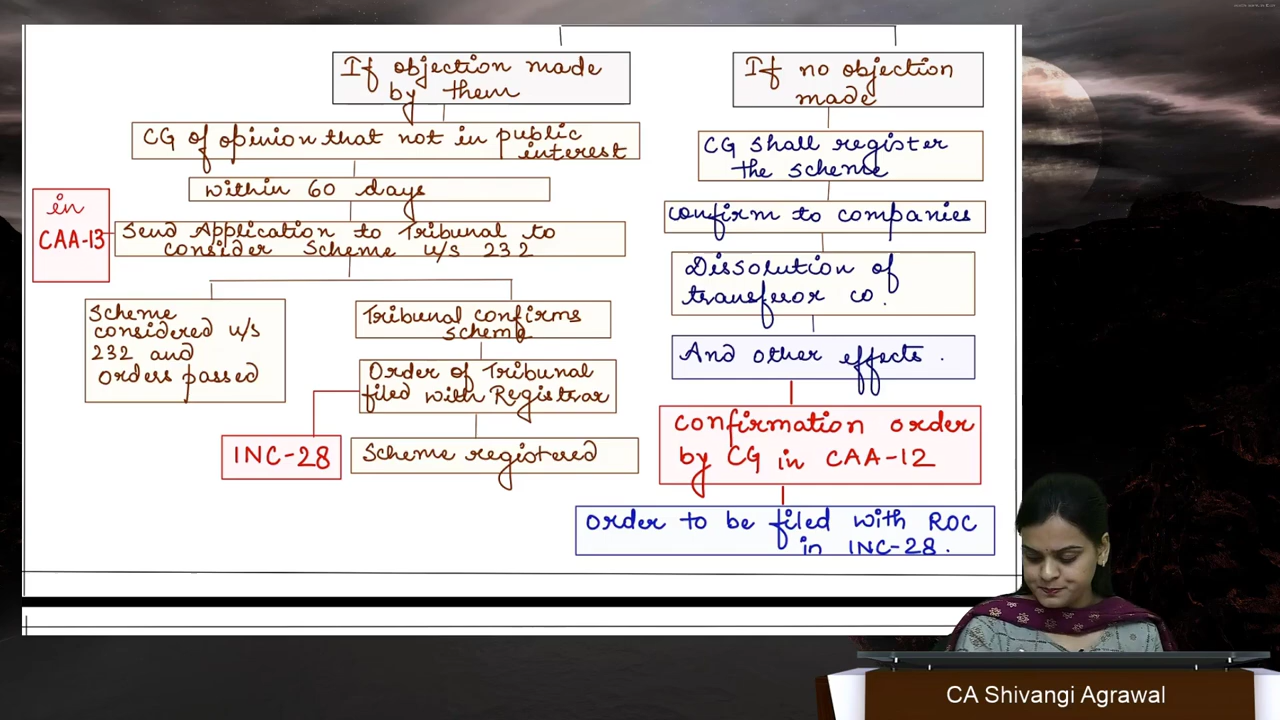 If objection made
by them
CG of opinion that not in public
interest
within 60 days
in
CAA-13
Send Application to Tribunal to
consider Scheme u/s 232
Scheme
considered u/s
232 and
orders passed
Tribunal confirms
scheme
Order of Tribunal
filed with Registrar
INC-28
Scheme registered
If no objection
made
CG shall register
the scheme
confirm to companies
Dissolution of
transferor co.
And other effects.
confirmation order
by CG in CAA-12
order to be filed with ROC
in INC-28.
CA Shivangi Agrawal